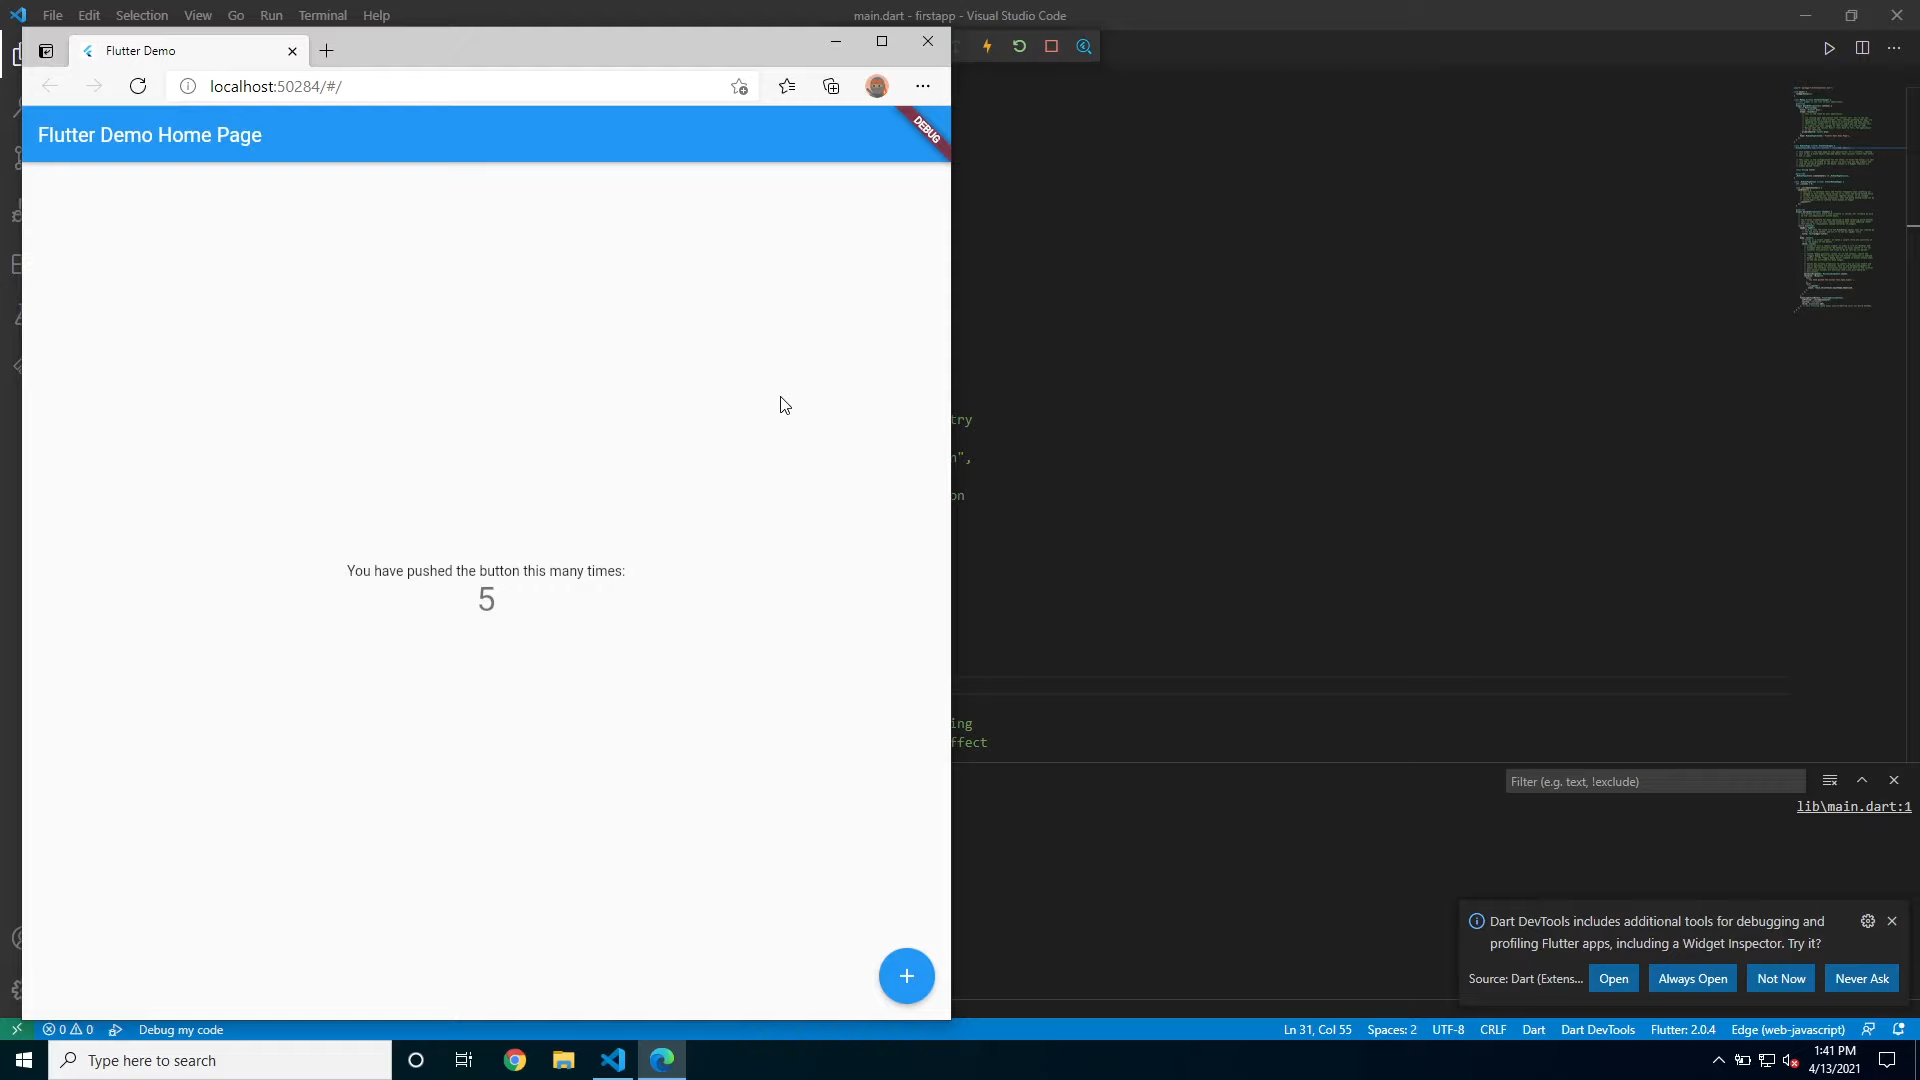 File Edit Selection View Go Run Terminal Help
main.dart - firstapp - Visual Studio Code
Flutter Demo
localhost:50284/#/
Flutter Demo Home Page
DEBUG
try
n",
on
You have pushed the button this many times:
5
ing
ffect
Filter (e.g. text, !exclude)
lib\main.dart:1
Dart DevTools includes additional tools for debugging and
profiling Flutter apps, including a Widget Inspector. Try it?
Source: Dart (Extens... Open Always Open Not Now Never Ask
0 0 Debug my code Ln 31, Col 55 Spaces: 2 UTF-8 CRLF Dart Dart DevTools Flutter: 2.0.4 Edge (web-javascript)
Type here to search
1:41 PM
4/13/2021